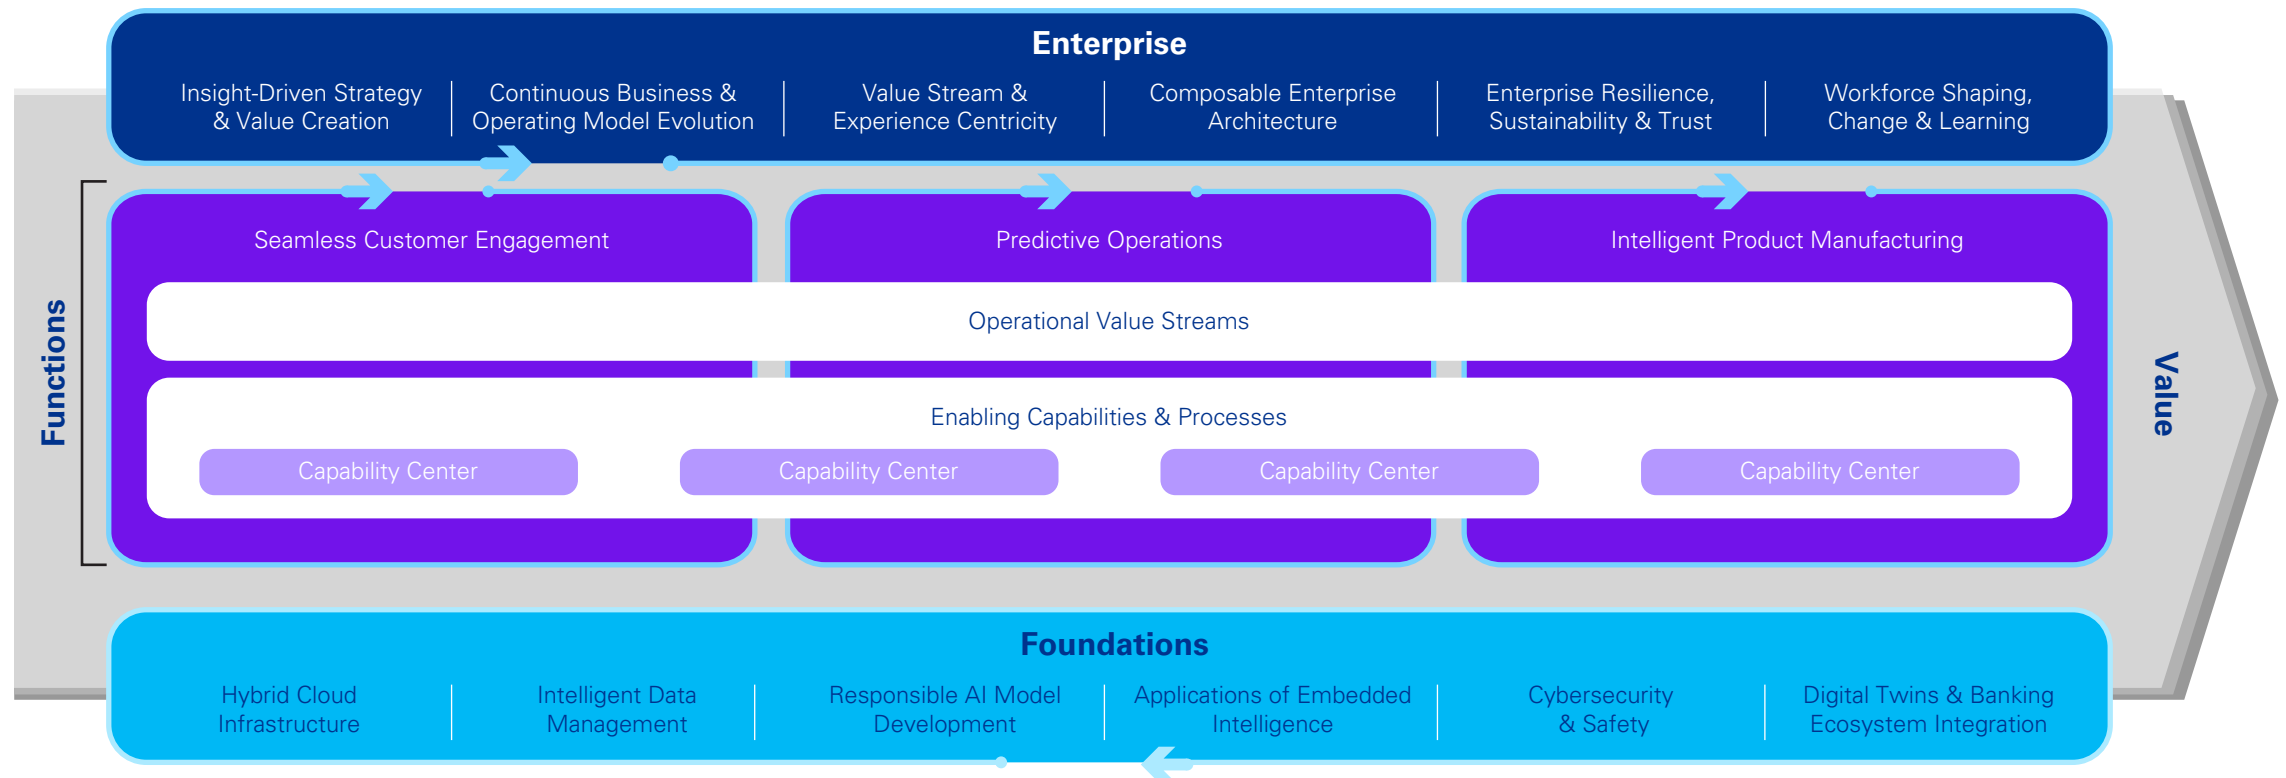 Enterprise
Insight-Driven Strategy
& Value Creation
Continuous Business &
Operating Model Evolution
Value Stream &
Experience Centricity
Composable Enterprise
Architecture
Enterprise Resilience,
Sustainability & Trust
Workforce Shaping,
Change & Learning
Functions
Seamless Customer Engagement
Predictive Operations
Intelligent Product Manufacturing
Operational Value Streams
Enabling Capabilities & Processes
Capability Center
Capability Center
Capability Center
Capability Center
Value
Foundations
Hybrid Cloud
Infrastructure
Intelligent Data
Management
Responsible AI Model
Development
Applications of Embedded
Intelligence
Cybersecurity
& Safety
Digital Twins & Banking
Ecosystem Integration